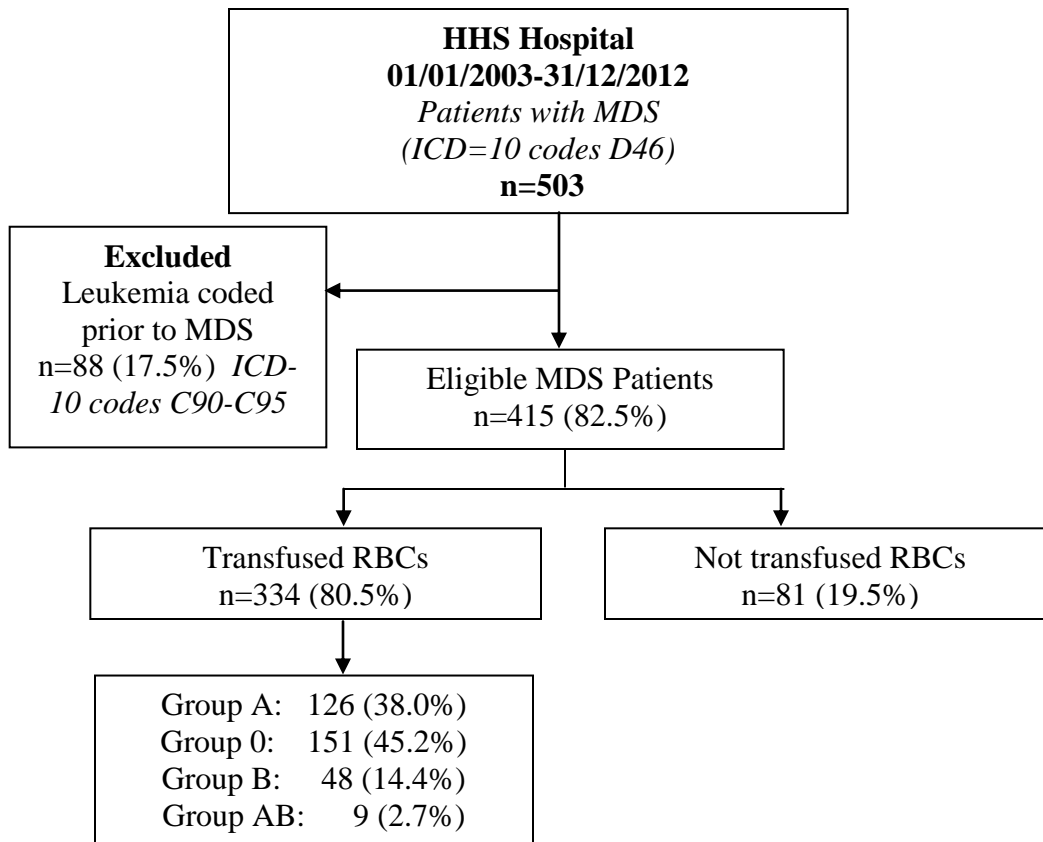 HHS Hospital
01/01/2003-31/12/2012
Patients with MDS
(ICD=10 codes D46)
n=503
Excluded
Leukemia coded
prior to MDS
n=88 (17.5%) ICD-
10 codes C90-C95
Eligible MDS Patients
n=415 (82.5%)
Transfused RBCs
n=334 (80.5%)
Not transfused RBCs
n=81 (19.5%)
Group A: 126 (38.0%)
Group 0: 151 (45.2%)
Group B: 48 (14.4%)
Group AB: 9 (2.7%)